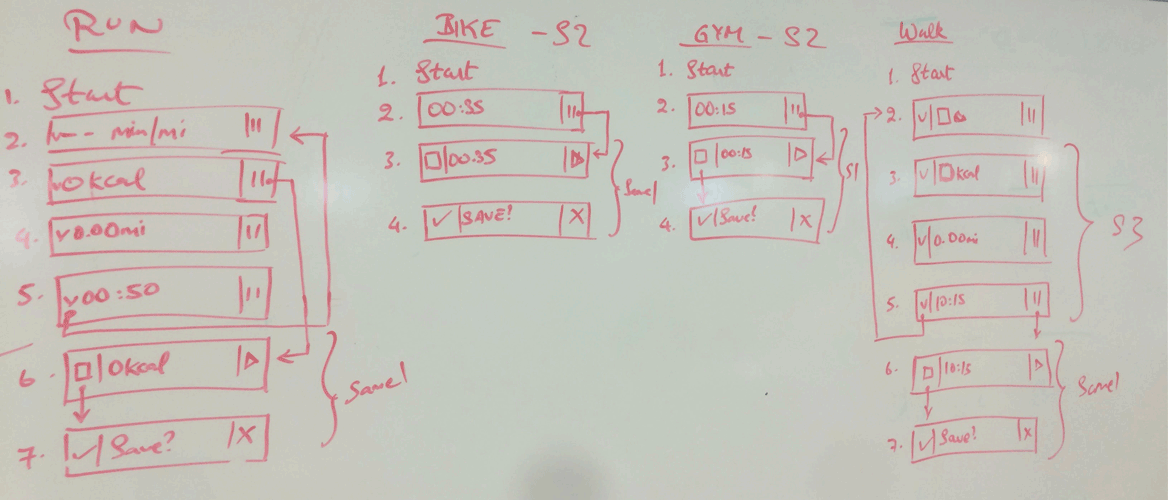 RUN
1. Start
2. v -- min/mi ||
3. v 0kcal ||
4. v 0.00mi ||
5. v 00:50 ||
6. 0kcal
7. ✓ Save? X
BIKE - S2
1. Start
2. 00:35 ||
3. 00:35
4. ✓ SAVE! X
GYM - S2
1. Start
2. 00:15 ||
3. 00:15
S1
4. ✓ Save? X
Walk
1. Start
2. v ||
3. v kcal ||
4. v 0.00mi ||
5. v 10:15 ||
S3
6. 10:15
7. ✓ Save? X